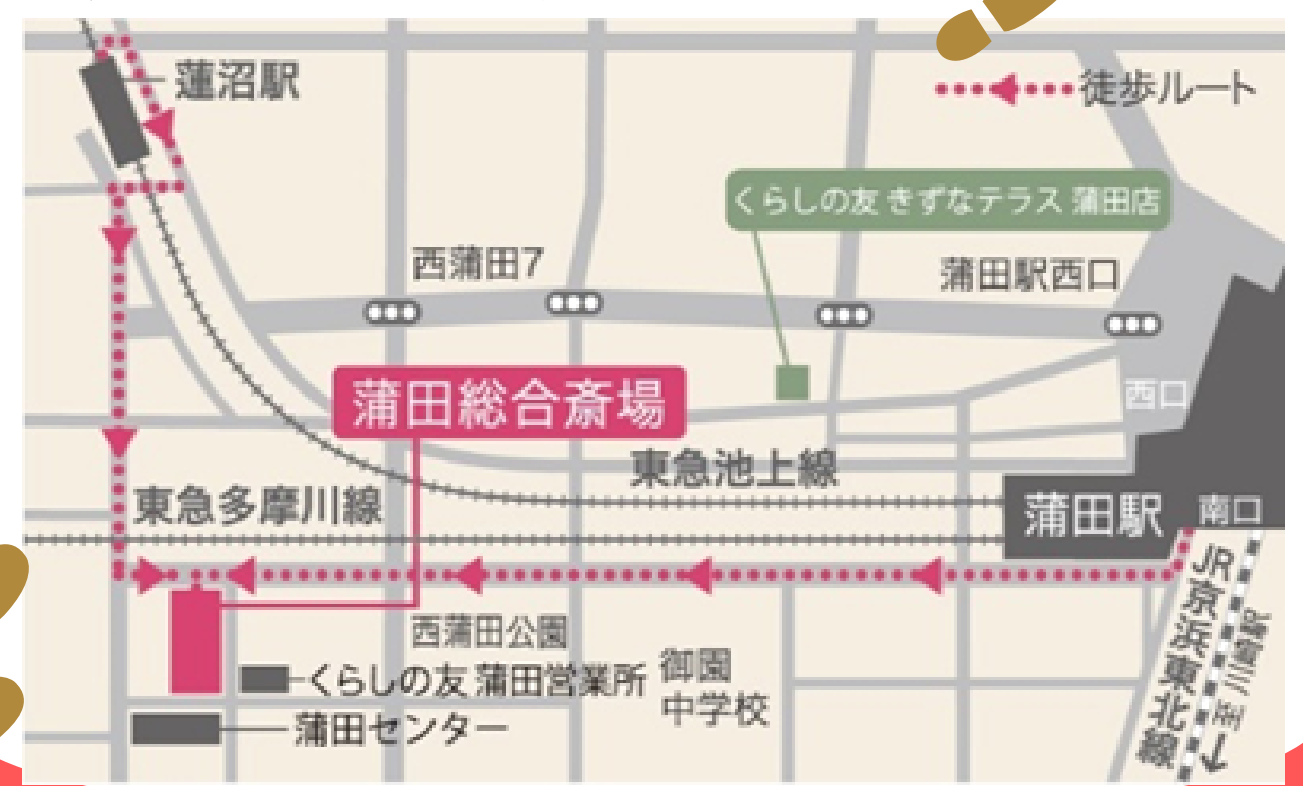 蓮沼駅
徒歩ルート
くらしの友 きずなテラス 蒲田店
西蒲田7
蒲田駅西口
西口
蒲田総合斎場
東急池上線
東急多摩川線
蒲田駅
南口
JR京浜東北線
西蒲田公園
くらしの友 蒲田営業所
御園
中学校
蒲田センター